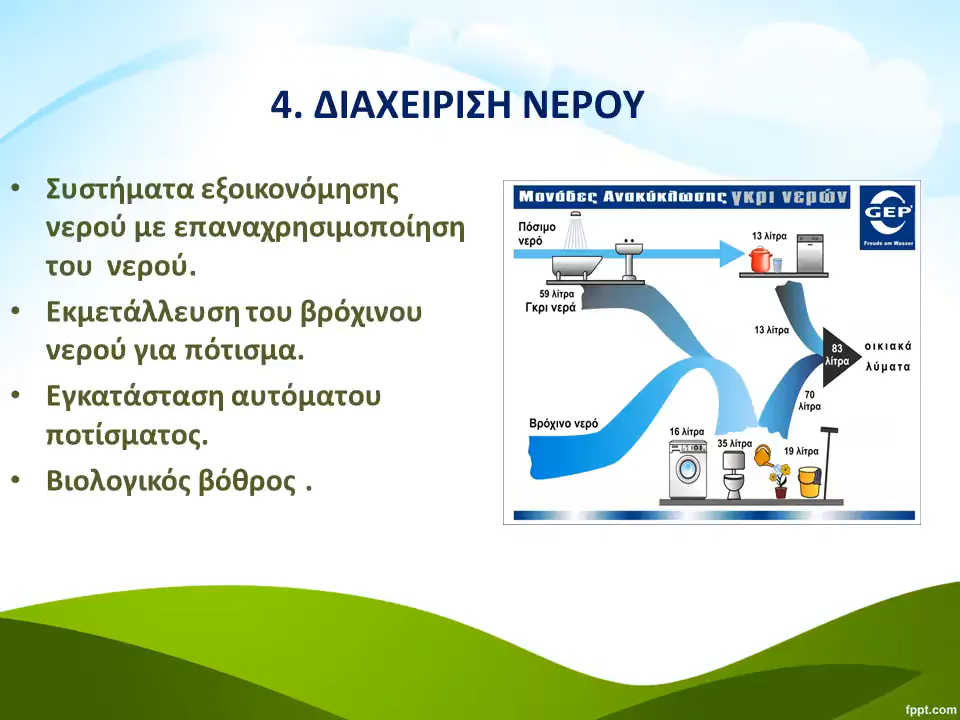 4. ΔΙΑΧΕΙΡΙΣΗ ΝΕΡΟΥ
• Συστήματα εξοικονόμησης
νερού με επαναχρησιμοποίηση
του νερού.
• Εκμετάλλευση του βρόχινου
νερού για πότισμα.
• Εγκατάσταση αυτόματου
ποτίσματος.
• Βιολογικός βόθρος .
Μονάδες Ανακύκλωσης γκρι νερών
GEP®
Freude am Wasser
Πόσιμο
νερό
13 λίτρα
59 λίτρα
Γκρι νερά
13 λίτρα
83
λίτρα
οικιακά
λύματα
70
λίτρα
Βρόχινο νερό
16 λίτρα
35 λίτρα
19 λίτρα
fppt.com